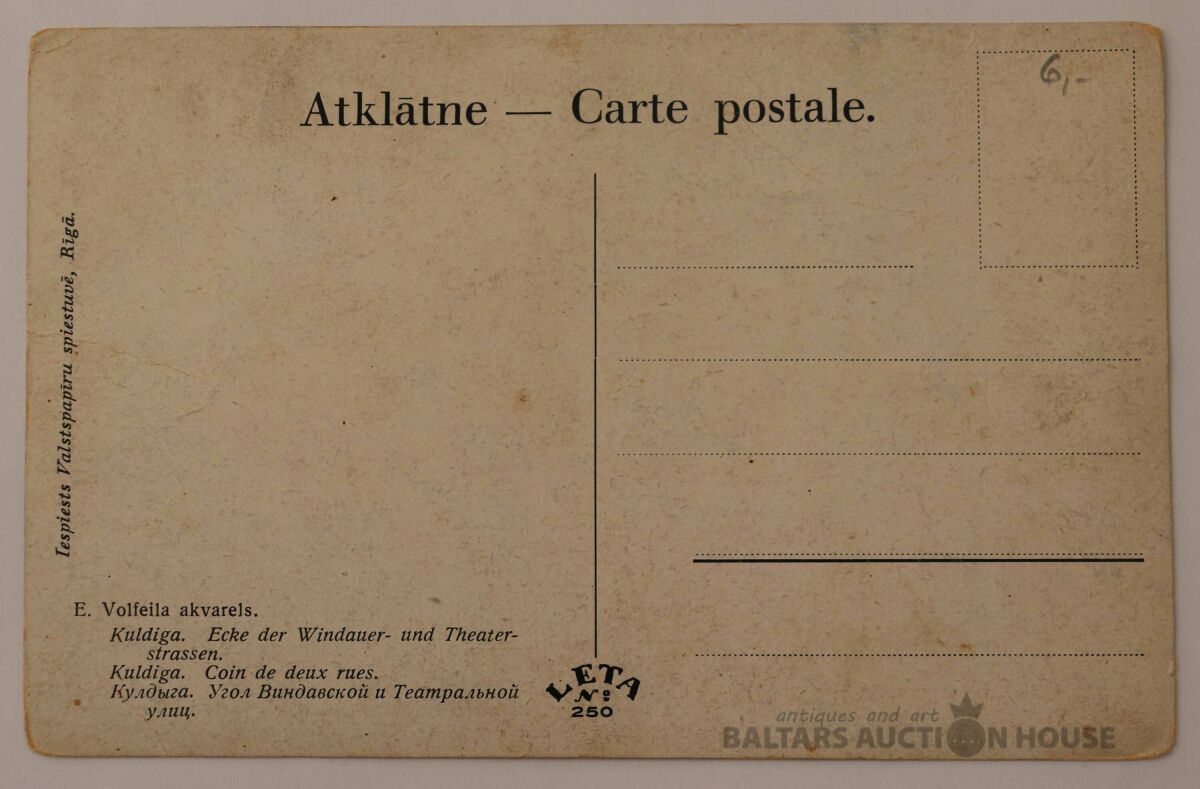 Atklātne — Carte postale.
6,-
Iespiests Valstspapīru spiestuvē, Rīgā.
E. Volfeila akvarels.
Kuldiga. Ecke der Windauer- und Theater-
strassen.
Kuldiga. Coin de deux rues.
Кулдыга. Угол Виндавской и Театральной
улиц.
LETA
№
250
antiques and art
BALTARS AUCTION HOUSE